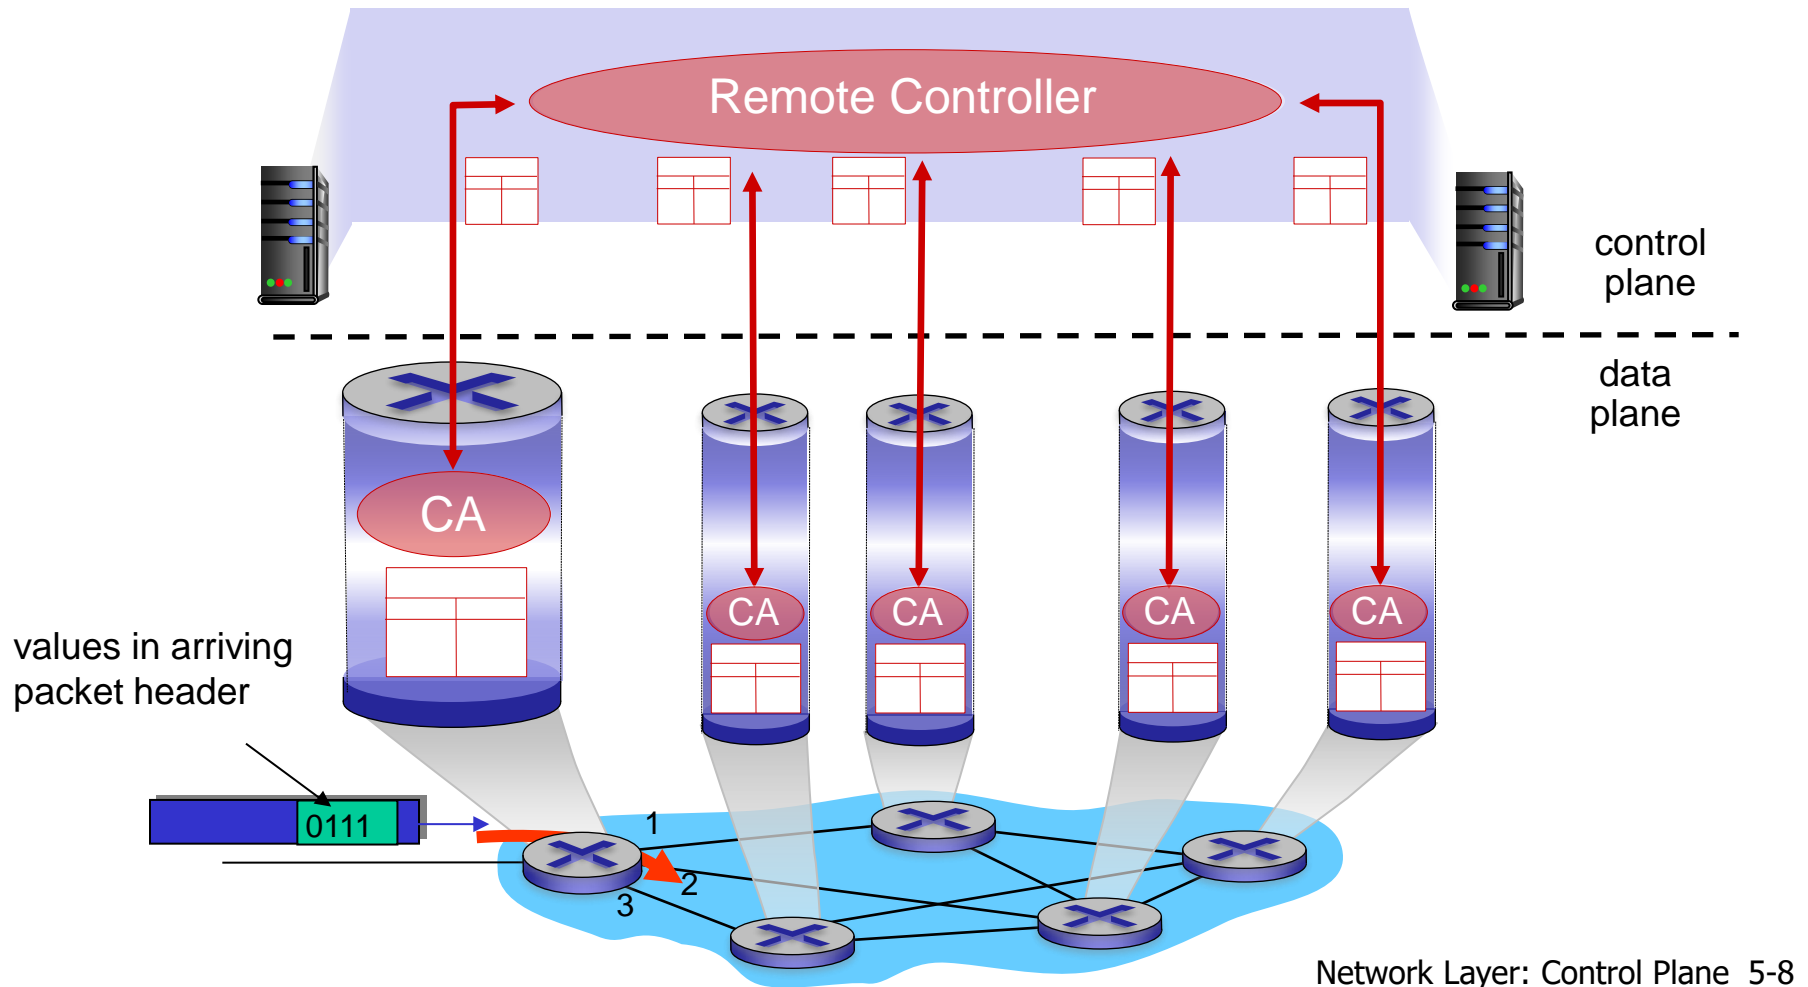 Remote Controller
control
plane
data
plane
CA
CA
CA
CA
CA
values in arriving
packet header
0111
1
2
3
Network Layer: Control Plane 5-8